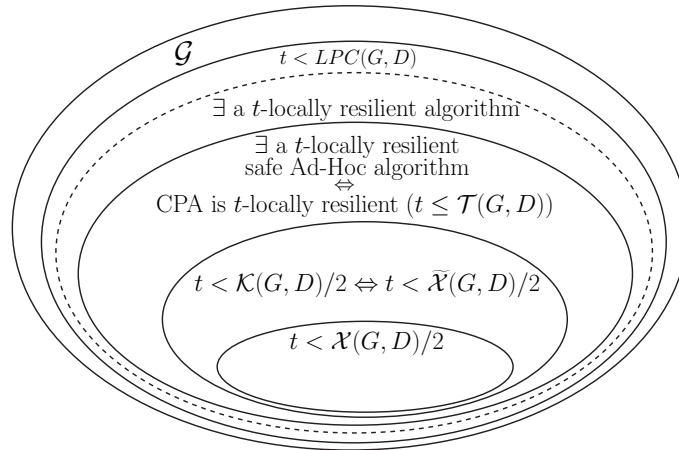 𝒢
t < LPC(G, D)
∃ a t-locally resilient algorithm
∃ a t-locally resilient
safe Ad-Hoc algorithm
⇔
CPA is t-locally resilient (t ≤ 𝒯(G, D))
t < 𝒦(G, D)/2 ⇔ t < 𝒳̃(G, D)/2
t < 𝒳(G, D)/2